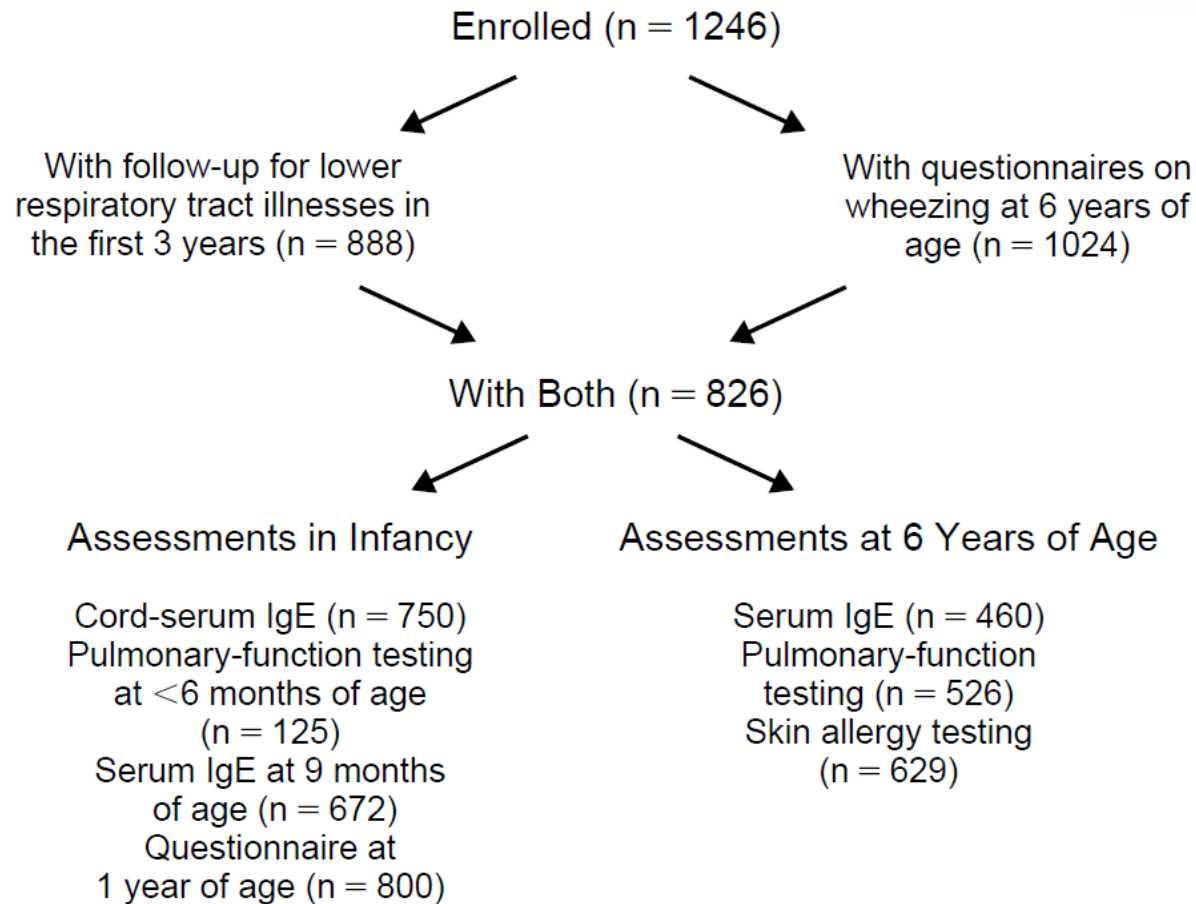 Enrolled (n = 1246)
With follow-up for lower
respiratory tract illnesses in
the first 3 years (n = 888)
With questionnaires on
wheezing at 6 years of
age (n = 1024)
With Both (n = 826)
Assessments in Infancy
Cord-serum IgE (n = 750)
Pulmonary-function testing
at <6 months of age
(n = 125)
Serum IgE at 9 months
of age (n = 672)
Questionnaire at
1 year of age (n = 800)
Assessments at 6 Years of Age
Serum IgE (n = 460)
Pulmonary-function
testing (n = 526)
Skin allergy testing
(n = 629)